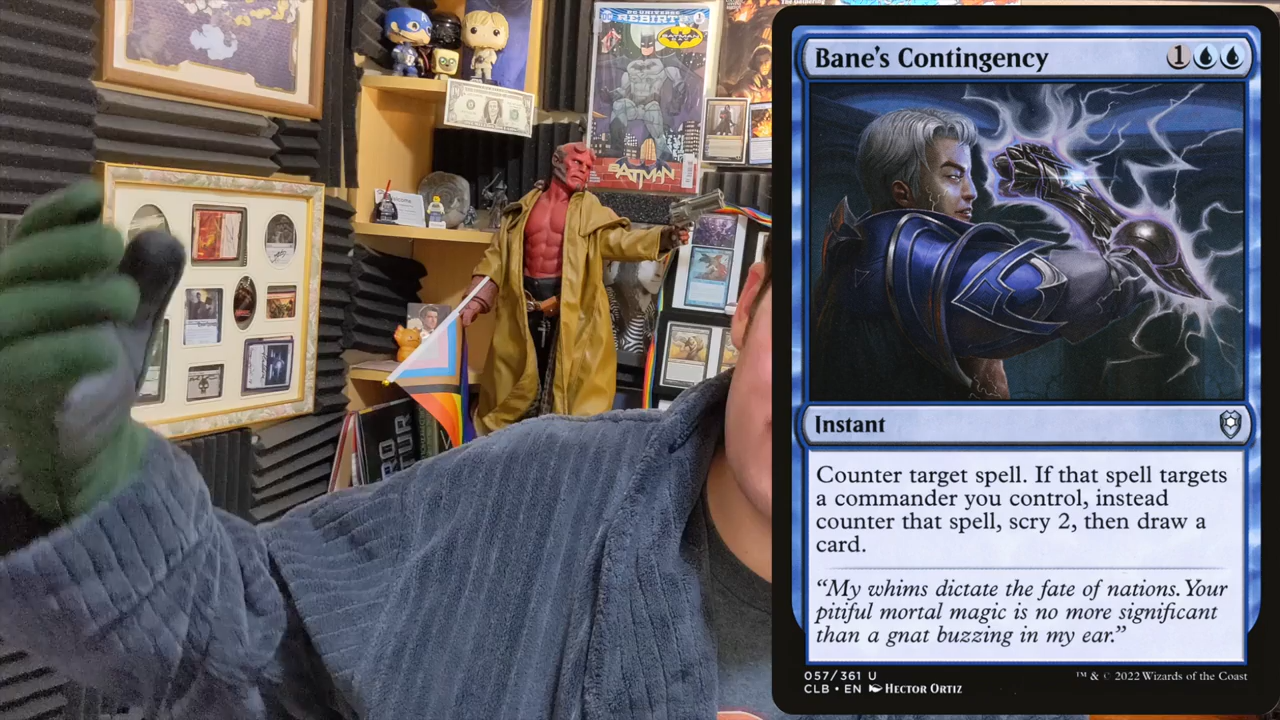 DC UNIVERSE
REBIRTH
BATMAN
Welcome
Bane's Contingency
1
Instant
Counter target spell. If that spell targets
a commander you control, instead
counter that spell, scry 2, then draw a
card.
“My whims dictate the fate of nations. Your
pitiful mortal magic is no more significant
than a gnat buzzing in my ear.”
057/361 U
CLB • EN Hector Ortiz
™ & © 2022 Wizards of the Coast